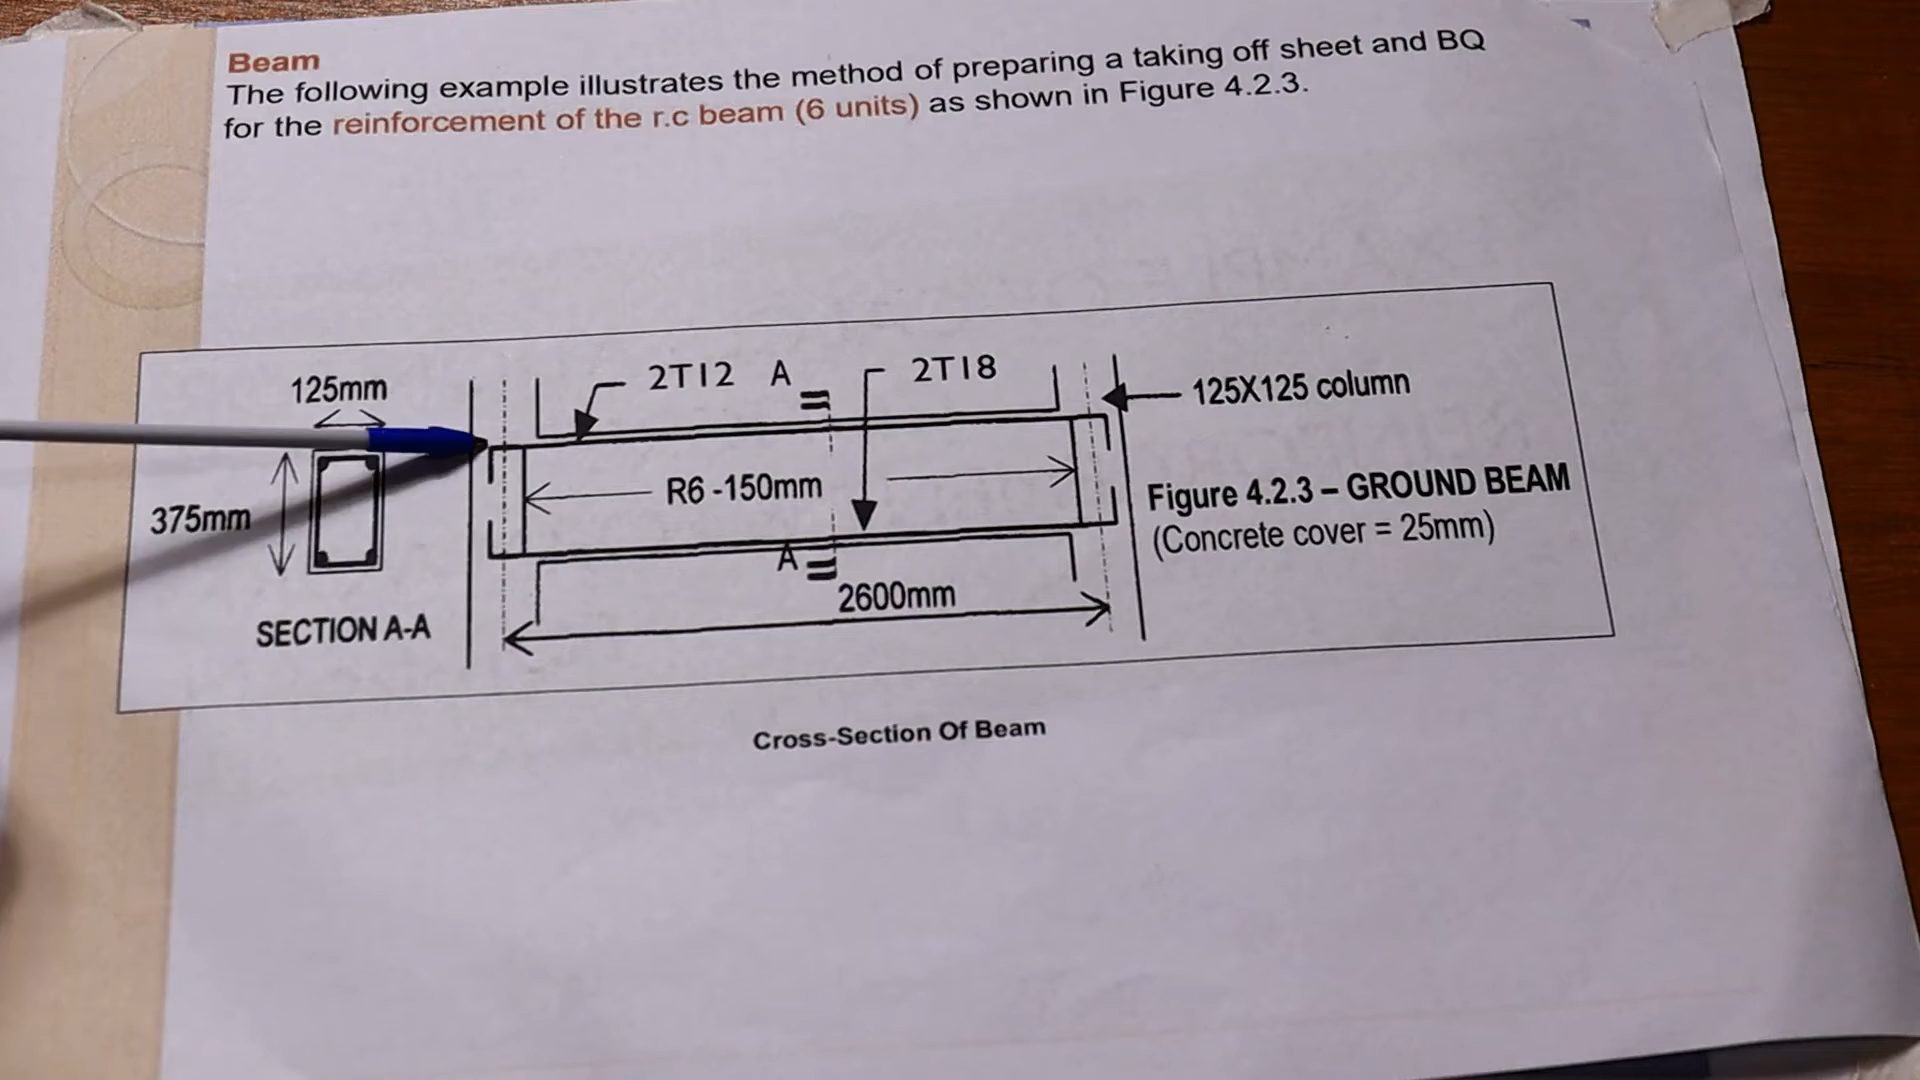 Beam
The following example illustrates the method of preparing a taking off sheet and BQ
for the reinforcement of the r.c beam (6 units) as shown in Figure 4.2.3.
125mm
2T12
A
2T18
125X125 column
375mm
R6 -150mm
Figure 4.2.3 – GROUND BEAM
(Concrete cover = 25mm)
A
2600mm
SECTION A-A
Cross-Section Of Beam